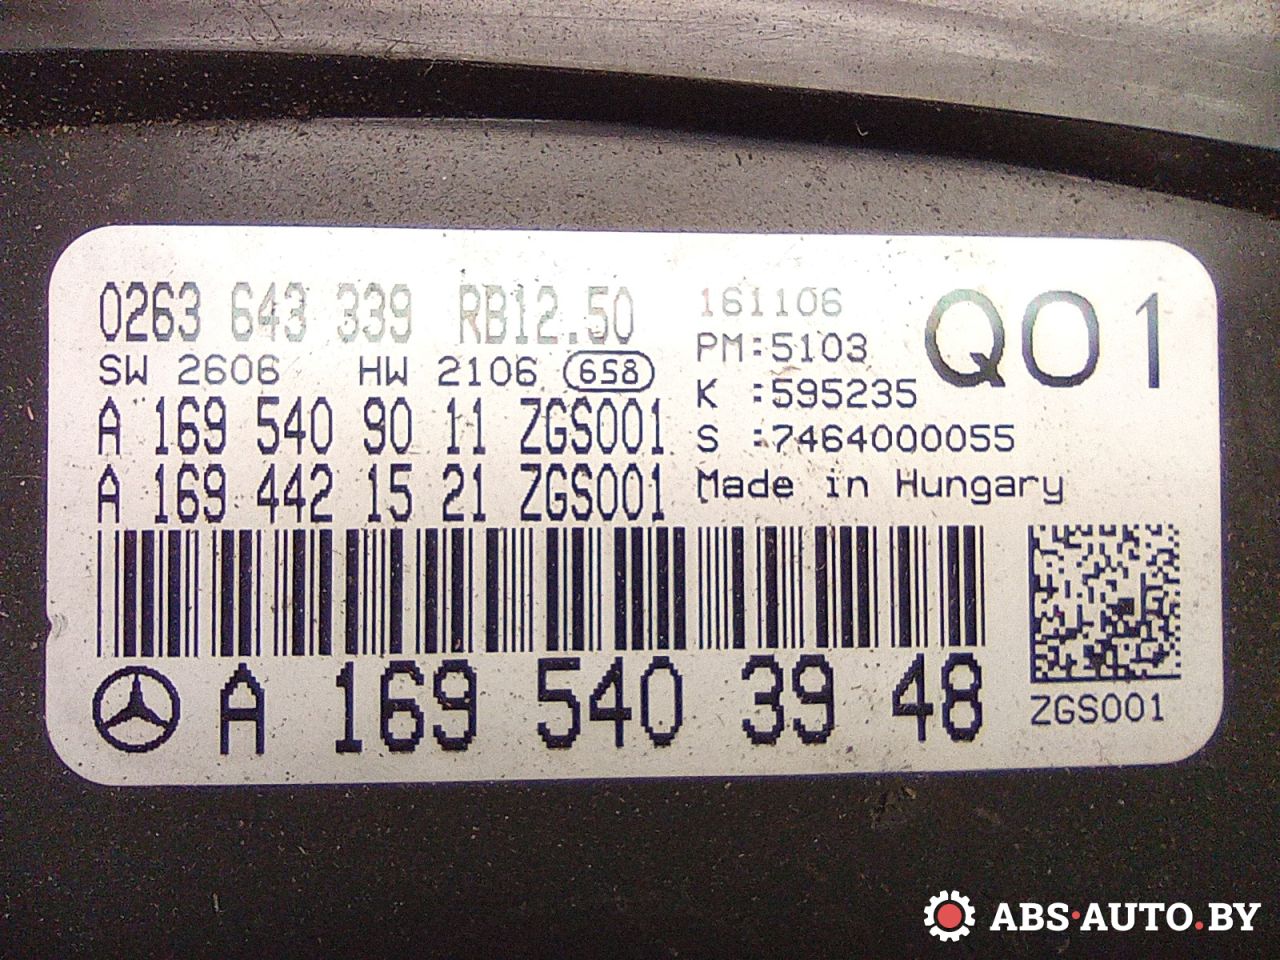 0263 643 339 RB12.50
SW 2606 HW 2106 658
A 169 540 90 11 ZGS001
A 169 442 15 21 ZGS001
161106
PM:5103
K :595235
S :7464000055
Made in Hungary
Q01
A 169 540 39 48
ZGS001
ABS·AUTO.BY